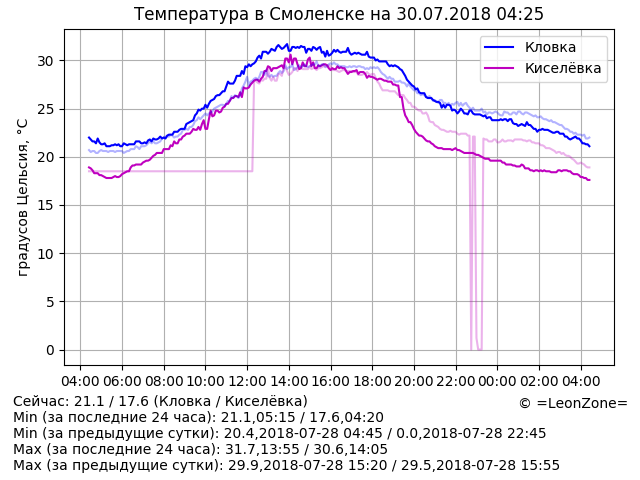 Температура в Смоленске на 30.07.2018 04:25
градусов Цельсия, °C
30
25
20
15
10
5
0
Кловка
Киселёвка
04:00 06:00 08:00 10:00 12:00 14:00 16:00 18:00 20:00 22:00 00:00 02:00 04:00
Сейчас: 21.1 / 17.6 (Кловка / Киселёвка)
© =LeonZone=
Min (за последние 24 часа): 21.1,05:15 / 17.6,04:20
Min (за предыдущие сутки): 20.4,2018-07-28 04:45 / 0.0,2018-07-28 22:45
Max (за последние 24 часа): 31.7,13:55 / 30.6,14:05
Max (за предыдущие сутки): 29.9,2018-07-28 15:20 / 29.5,2018-07-28 15:55